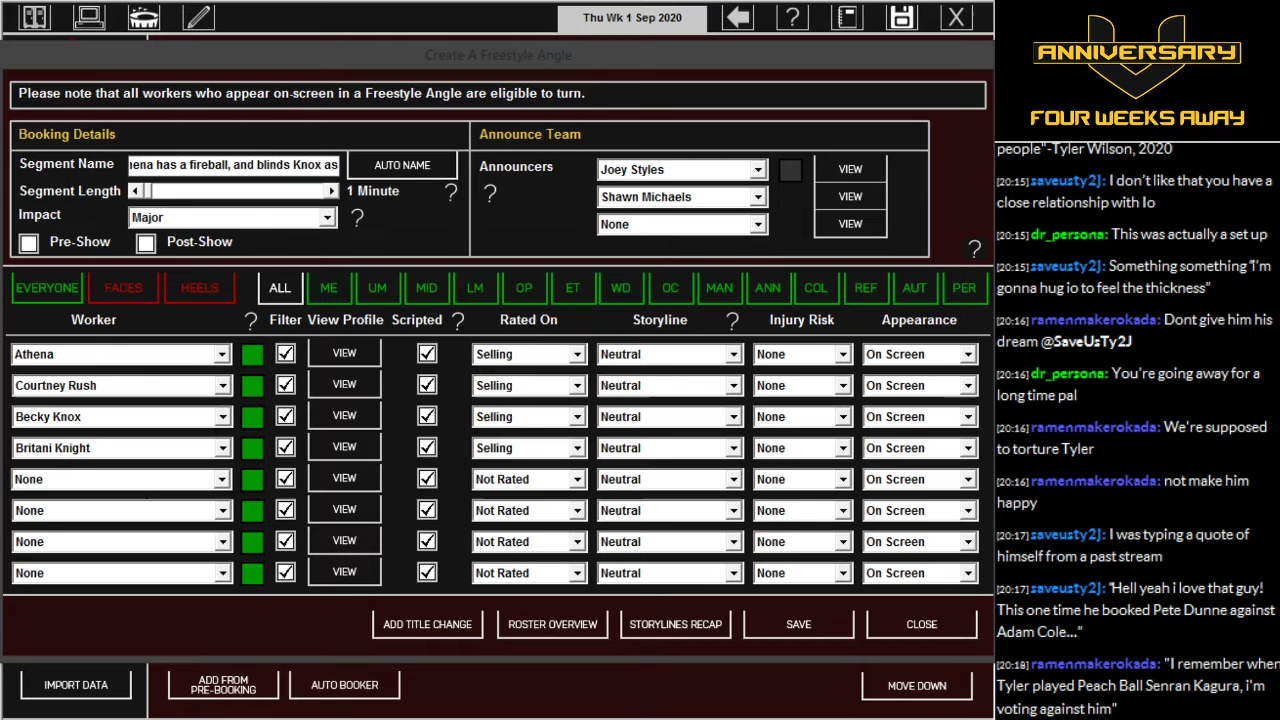 Thu Wk 1 Sep 2020
?
X
Create A Freestyle Angle
Please note that all workers who appear on-screen in a Freestyle Angle are eligible to turn.
Booking Details
Segment Name
ena has a fireball, and blinds Knox as
AUTO NAME
Segment Length
1 Minute
?
Impact
Major
?
Pre-Show
Post-Show
Announce Team
Announcers
?
Joey Styles
VIEW
Shawn Michaels
VIEW
None
VIEW
?
EVERYONE FACES HEELS ALL ME UM MID LM OP ET WD OC MAN ANN COL REF AUT PER
Worker ? Filter View Profile Scripted ? Rated On Storyline ? Injury Risk Appearance
Athena VIEW Selling Neutral None On Screen
Courtney Rush VIEW Selling Neutral None On Screen
Becky Knox VIEW Selling Neutral None On Screen
Britani Knight VIEW Selling Neutral None On Screen
None VIEW Not Rated Neutral None On Screen
None VIEW Not Rated Neutral None On Screen
None VIEW Not Rated Neutral None On Screen
None VIEW Not Rated Neutral None On Screen
ADD TITLE CHANGE ROSTER OVERVIEW STORYLINES RECAP SAVE CLOSE
IMPORT DATA
ADD FROM
PRE-BOOKING
AUTO BOOKER
MOVE DOWN
ANNIVERSARY
FOUR WEEKS AWAY
people"-Tyler Wilson, 2020
[20:15] saveusty2J: I don't like that you have a
close relationship with Io
[20:15] dr_persona: This was actually a set up
[20:15] saveusty2J: Something something "I'm
gonna hug io to feel the thickness"
[20:16] ramenmakerokada: Dont give him his
dream @SaveUsTy2J
[20:16] dr_persona: You're going away for a
long time pal
[20:16] ramenmakerokada: We're supposed
to torture Tyler
[20:16] ramenmakerokada: not make him
happy
[20:17] saveusty2J: I was typing a quote of
himself from a past stream
[20:17] saveusty2J: "Hell yeah i love that guy!
This one time he booked Pete Dunne against
Adam Cole..."
[20:18] ramenmakerokada: "I remember when
Tyler played Peach Ball Senran Kagura, i'm
voting against him"